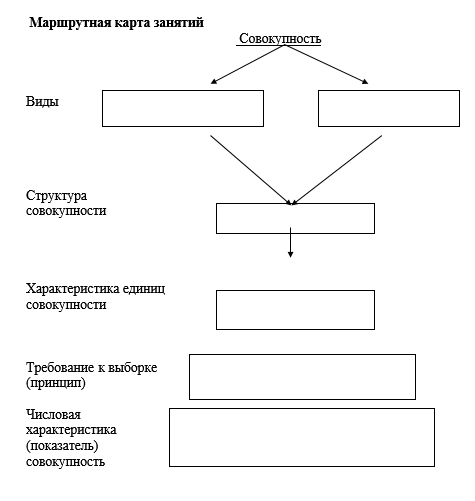 Маршрутная карта занятий
Совокупность
Виды
Структура
совокупности
Характеристика единиц
совокупности
Требование к выборке
(принцип)
Числовая
характеристика
(показатель)
совокупность